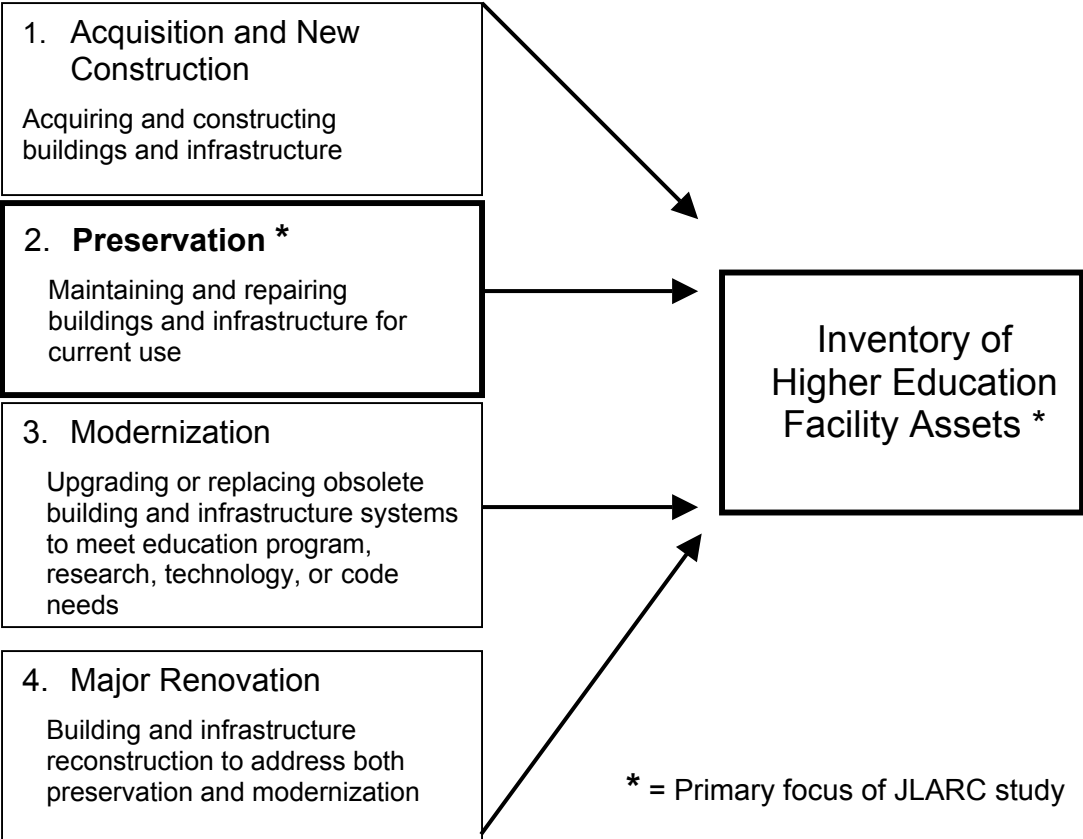 1. Acquisition and New
Construction
Acquiring and constructing
buildings and infrastructure
2. Preservation *
Maintaining and repairing
buildings and infrastructure for
current use
3. Modernization
Upgrading or replacing obsolete
building and infrastructure systems
to meet education program,
research, technology, or code
needs
4. Major Renovation
Building and infrastructure
reconstruction to address both
preservation and modernization
Inventory of
Higher Education
Facility Assets *
* = Primary focus of JLARC study